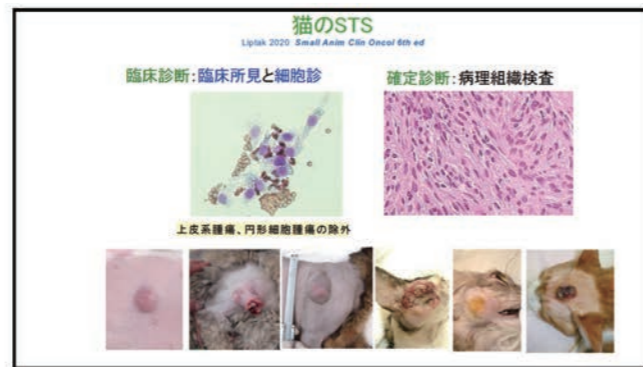 猫のSTS
Liptak 2020 Small Anim Clin Oncol 6th ed
臨床診断:臨床所見と細胞診
確定診断:病理組織検査
上皮系腫瘍、円形細胞腫瘍の除外